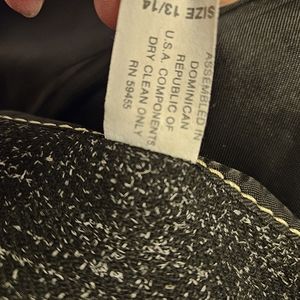 SIZE 13/14
ASSEMBLED IN
DOMINICAN
REPUBLIC OF
U.S.A. COMPONENTS
DRY CLEAN ONLY
RN 59455